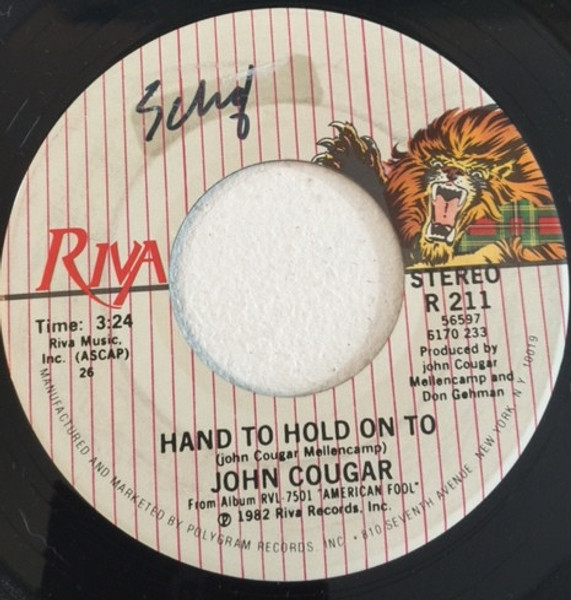 RIVA
STEREO
R 211
56597
6170 233
Time: 3:24
Riva Music,
Inc. (ASCAP)
26
Produced by
john Cougar
Mellencamp and
Don Gehman
HAND TO HOLD ON TO
(john Cougar Mellencamp)
JOHN COUGAR
From Album RVL-7501 "AMERICAN FOOL"
℗ 1982 Riva Records, Inc.
MANUFACTURED AND MARKETED BY POLYGRAM RECORDS, INC • 810 SEVENTH AVENUE, NEW YORK, N.Y. 10019